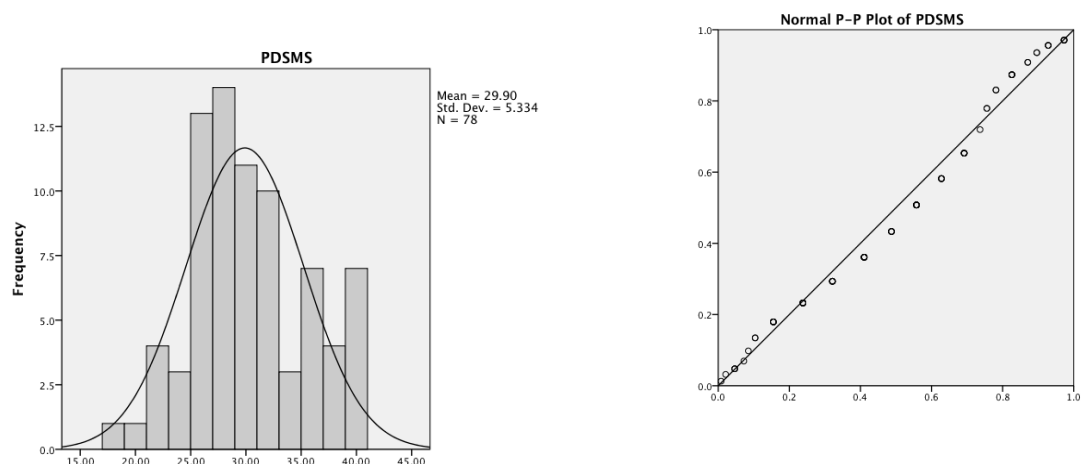 PDSMS
Mean = 29.90
Std. Dev. = 5.334
N = 78
12.5
10.0
7.5
5.0
2.5
0.0
Frequency
15.00 20.00 25.00 30.00 35.00 40.00 45.00
Normal P-P Plot of PDSMS
1.0
0.8
0.6
0.4
0.2
0.0
0.0 0.2 0.4 0.6 0.8 1.0